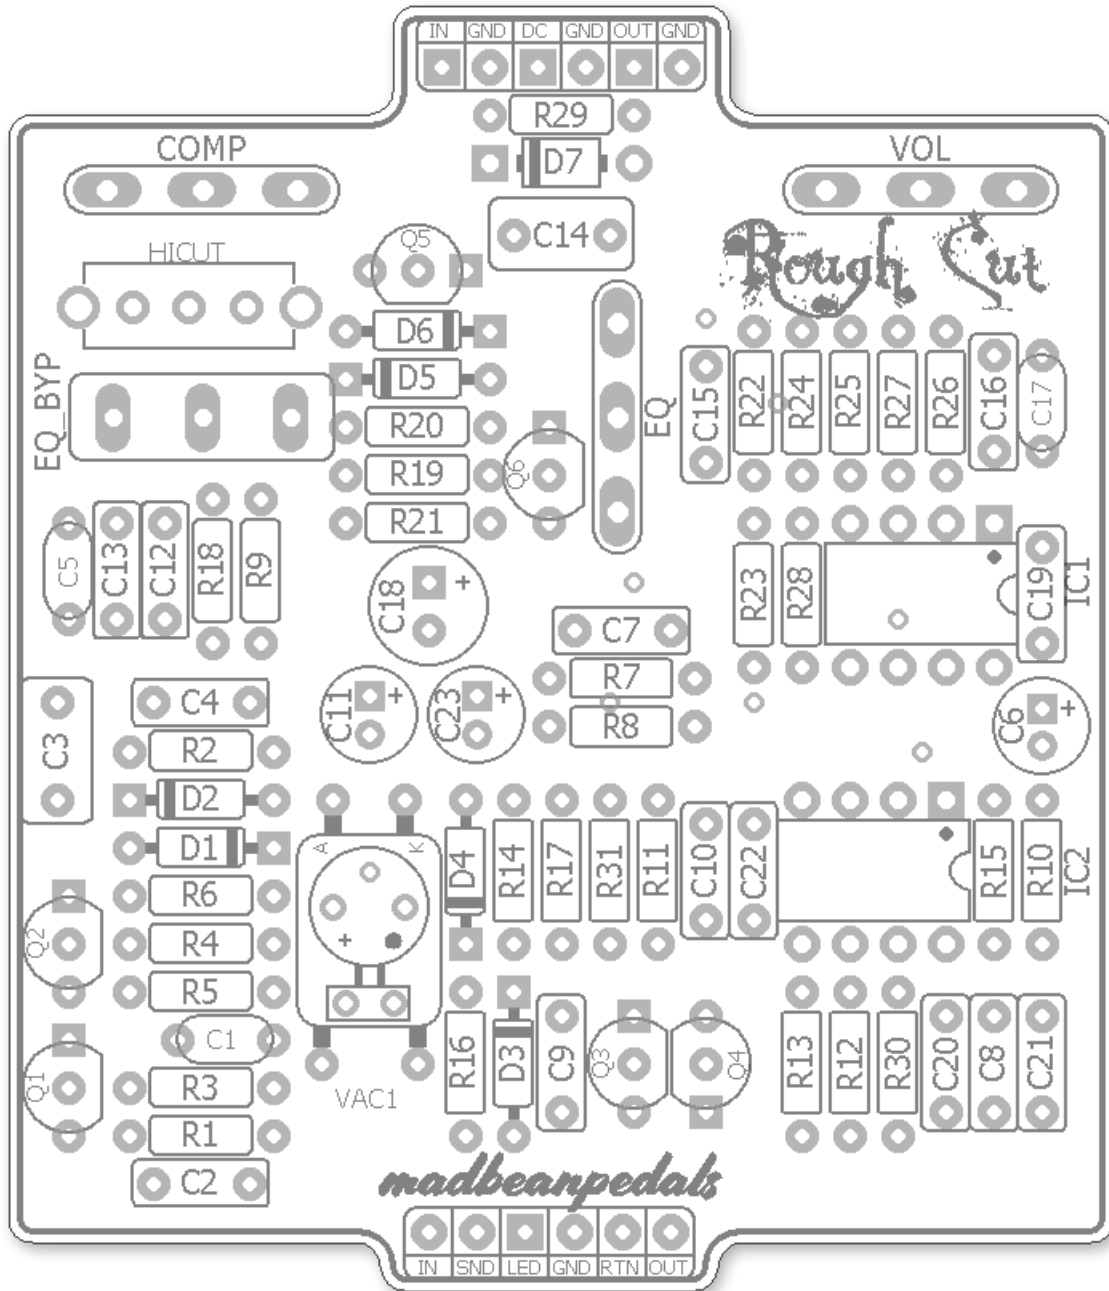 IN GND DC GND OUT GND
R29
COMP
D7
VOL
C14
Rough Cut
HICUT
Q5
D6
EQ_BYP
D5
EQ
R20
Q6
R19
R21
C15
R22
R24
R25
R27
R26
C16
C17
C5
C13
C12
R18
R9
C18 +
R23
R28
C19
IC1
C7
R7
R8
C11 +
C23 +
C6 +
C3
C4
R2
D2
D1
R6
R4
R5
Q2
A
K
+
VAC1
D4
R14
R17
R31
R11
C10
C22
R15
R10
IC2
Q1
C1
R3
R1
C2
R16
D3
C9
Q3
Q4
R13
R12
R30
C20
C8
C21
madbeanpedals
IN SND LED GND RTN OUT